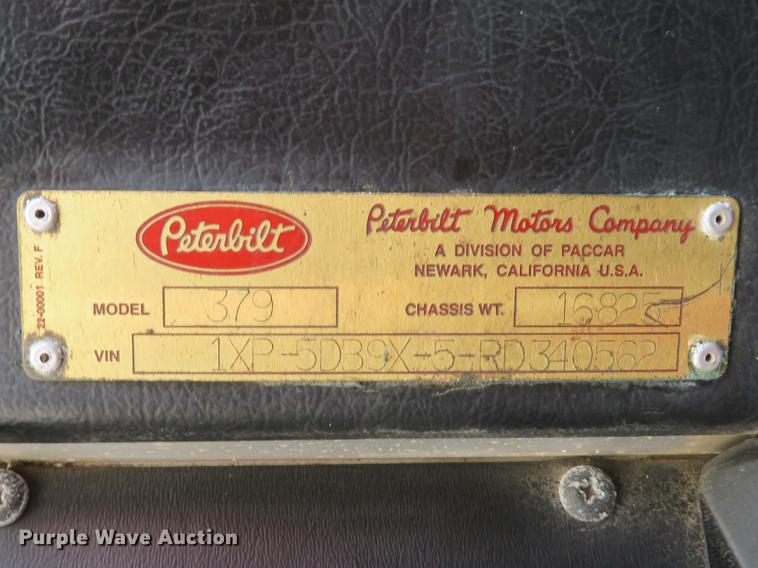 Peterbilt
Peterbilt Motors Company
A DIVISION OF PACCAR
NEWARK, CALIFORNIA U.S.A.
22-00001 REV. F
MODEL 379
CHASSIS WT. 16825
VIN 1XP-5DB9X-5-RD340562
Purple Wave Auction